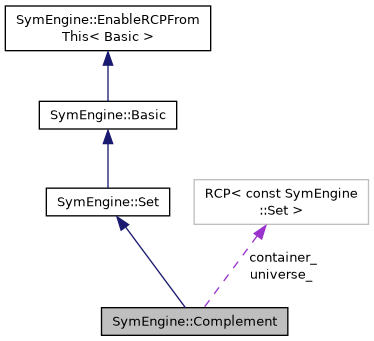 SymEngine::EnableRCPFrom
This< Basic >
SymEngine::Basic
SymEngine::Set
RCP< const SymEngine
::Set >
container_
universe_
SymEngine::Complement